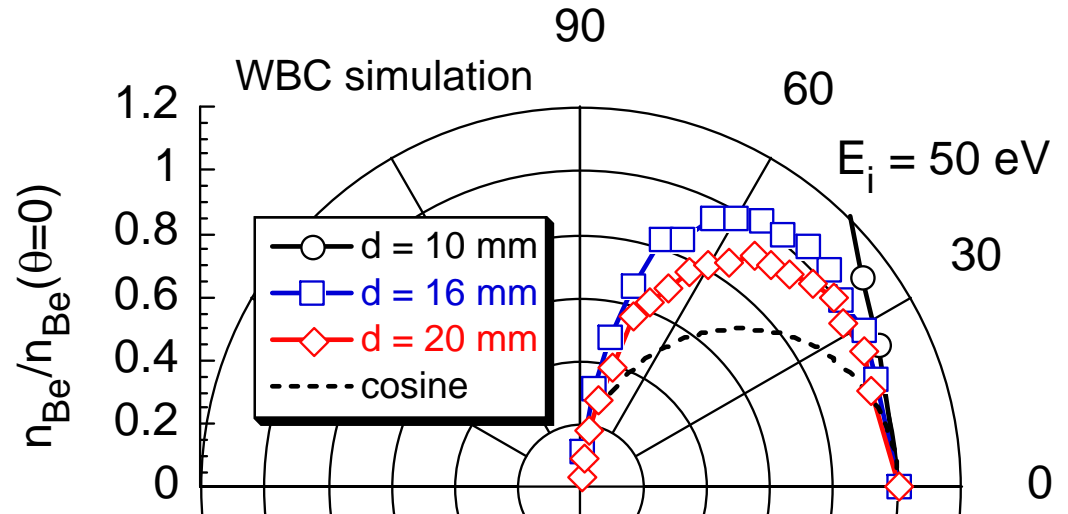 90
WBC simulation
60
1.2
E_i = 50 eV
1
0.8
d = 10 mm
30
0.6
d = 16 mm
0.4
d = 20 mm
cosine
0.2
0
0
n_Be/n_Be(θ=0)